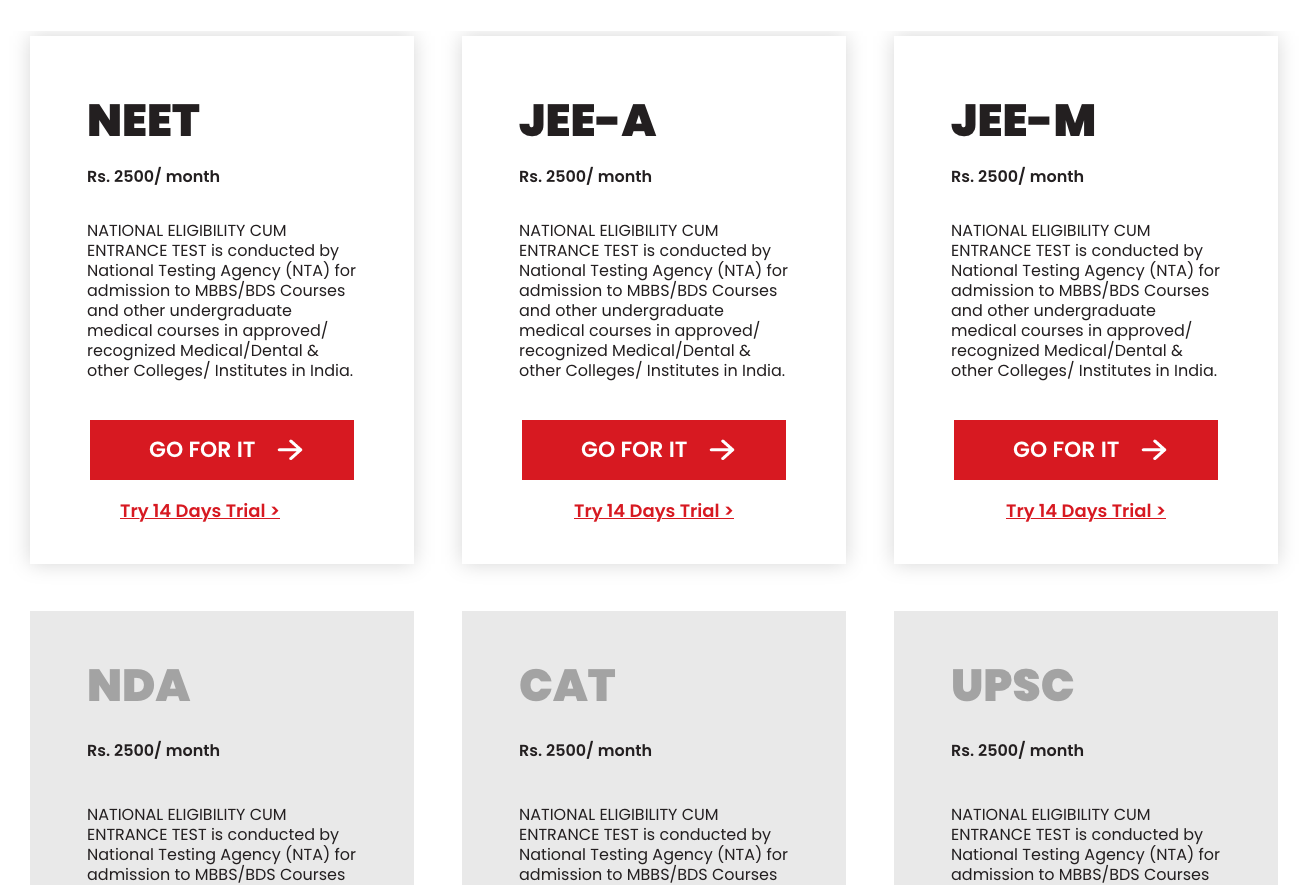 NEET
Rs. 2500/ month
NATIONAL ELIGIBILITY CUM
ENTRANCE TEST is conducted by
National Testing Agency (NTA) for
admission to MBBS/BDS Courses
and other undergraduate
medical courses in approved/
recognized Medical/Dental &
other Colleges/ Institutes in India.
GO FOR IT →
Try 14 Days Trial >
JEE-A
Rs. 2500/ month
NATIONAL ELIGIBILITY CUM
ENTRANCE TEST is conducted by
National Testing Agency (NTA) for
admission to MBBS/BDS Courses
and other undergraduate
medical courses in approved/
recognized Medical/Dental &
other Colleges/ Institutes in India.
GO FOR IT →
Try 14 Days Trial >
JEE-M
Rs. 2500/ month
NATIONAL ELIGIBILITY CUM
ENTRANCE TEST is conducted by
National Testing Agency (NTA) for
admission to MBBS/BDS Courses
and other undergraduate
medical courses in approved/
recognized Medical/Dental &
other Colleges/ Institutes in India.
GO FOR IT →
Try 14 Days Trial >
NDA
Rs. 2500/ month
NATIONAL ELIGIBILITY CUM
ENTRANCE TEST is conducted by
National Testing Agency (NTA) for
admission to MBBS/BDS Courses
CAT
Rs. 2500/ month
NATIONAL ELIGIBILITY CUM
ENTRANCE TEST is conducted by
National Testing Agency (NTA) for
admission to MBBS/BDS Courses
UPSC
Rs. 2500/ month
NATIONAL ELIGIBILITY CUM
ENTRANCE TEST is conducted by
National Testing Agency (NTA) for
admission to MBBS/BDS Courses